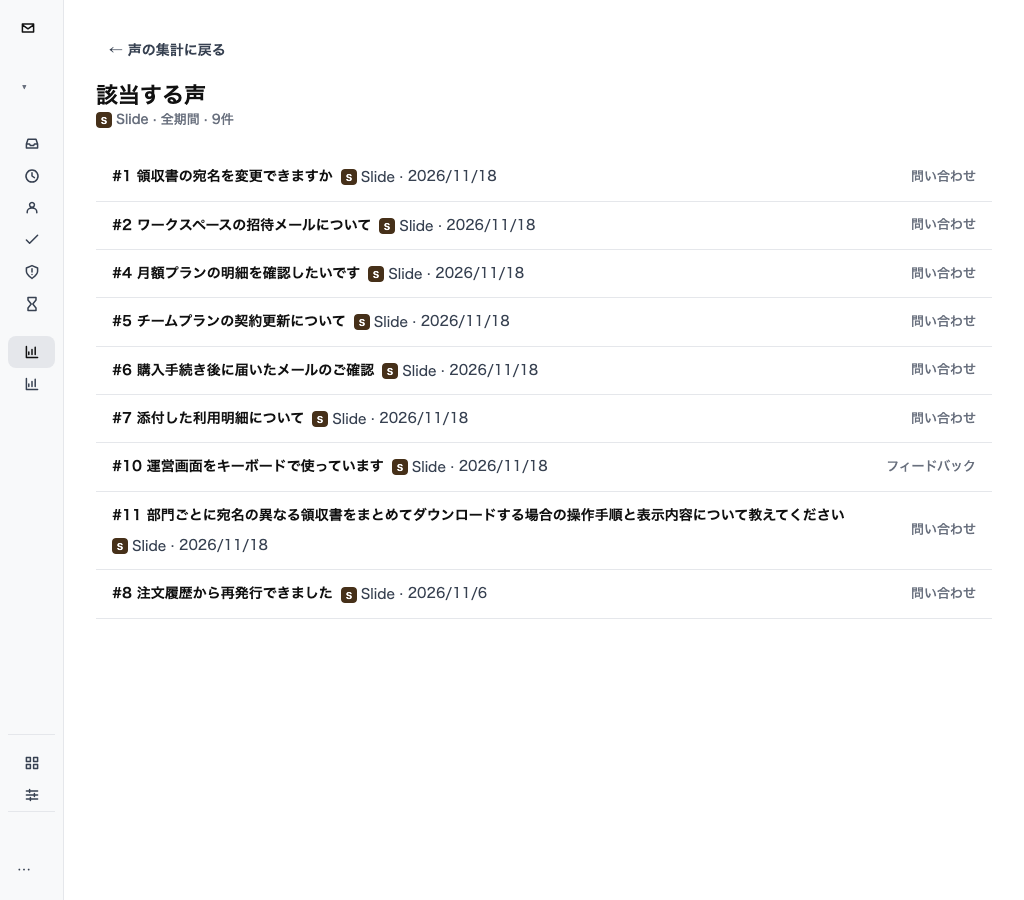 ← 声の集計に戻る
該当する声
S Slide · 全期間 · 9件
#1 領収書の宛名を変更できますか S Slide · 2026/11/18 問い合わせ
#2 ワークスペースの招待メールについて S Slide · 2026/11/18 問い合わせ
#4 月額プランの明細を確認したいです S Slide · 2026/11/18 問い合わせ
#5 チームプランの契約更新について S Slide · 2026/11/18 問い合わせ
#6 購入手続き後に届いたメールのご確認 S Slide · 2026/11/18 問い合わせ
#7 添付した利用明細について S Slide · 2026/11/18 問い合わせ
#10 運営画面をキーボードで使っています S Slide · 2026/11/18 フィードバック
#11 部門ごとに宛名の異なる領収書をまとめてダウンロードする場合の操作手順と表示内容について教えてください
S Slide · 2026/11/18 問い合わせ
#8 注文履歴から再発行できました S Slide · 2026/11/6 問い合わせ